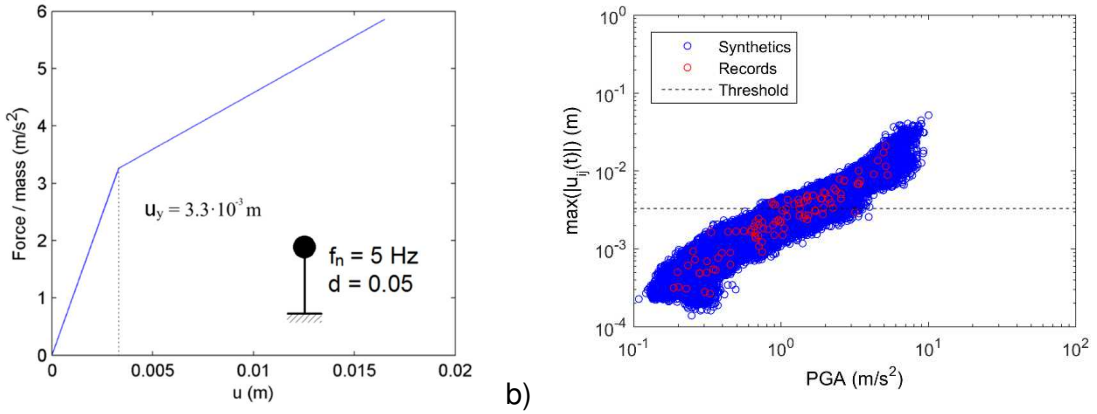 6
5
4
3
2
1
0
Force / mass (m/s²)
uy = 3.3·10⁻³ m
fn = 5 Hz
d = 0.05
0 0.005 0.01 0.015 0.02
u (m)
b)
10⁰
10⁻¹
10⁻²
10⁻³
10⁻⁴
max(|uij(t)|) (m)
Synthetics
Records
Threshold
10⁻¹ 10⁰ 10¹ 10²
PGA (m/s²)